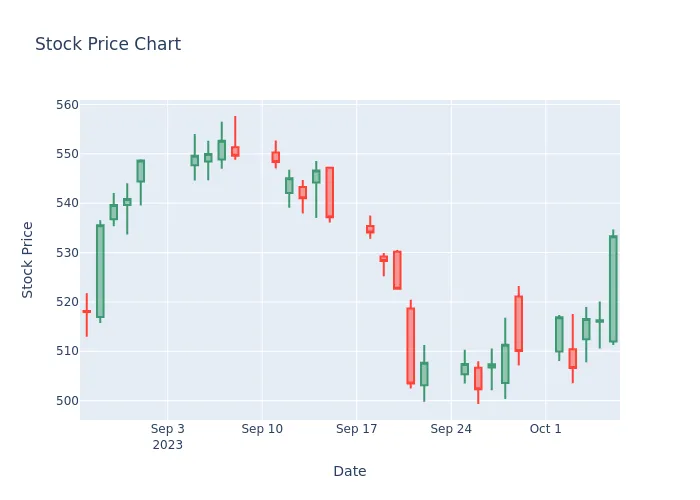 Stock Price Chart
560
550
540
530
520
510
500
Stock Price
Sep 3
2023
Sep 10
Sep 17
Sep 24
Oct 1
Date